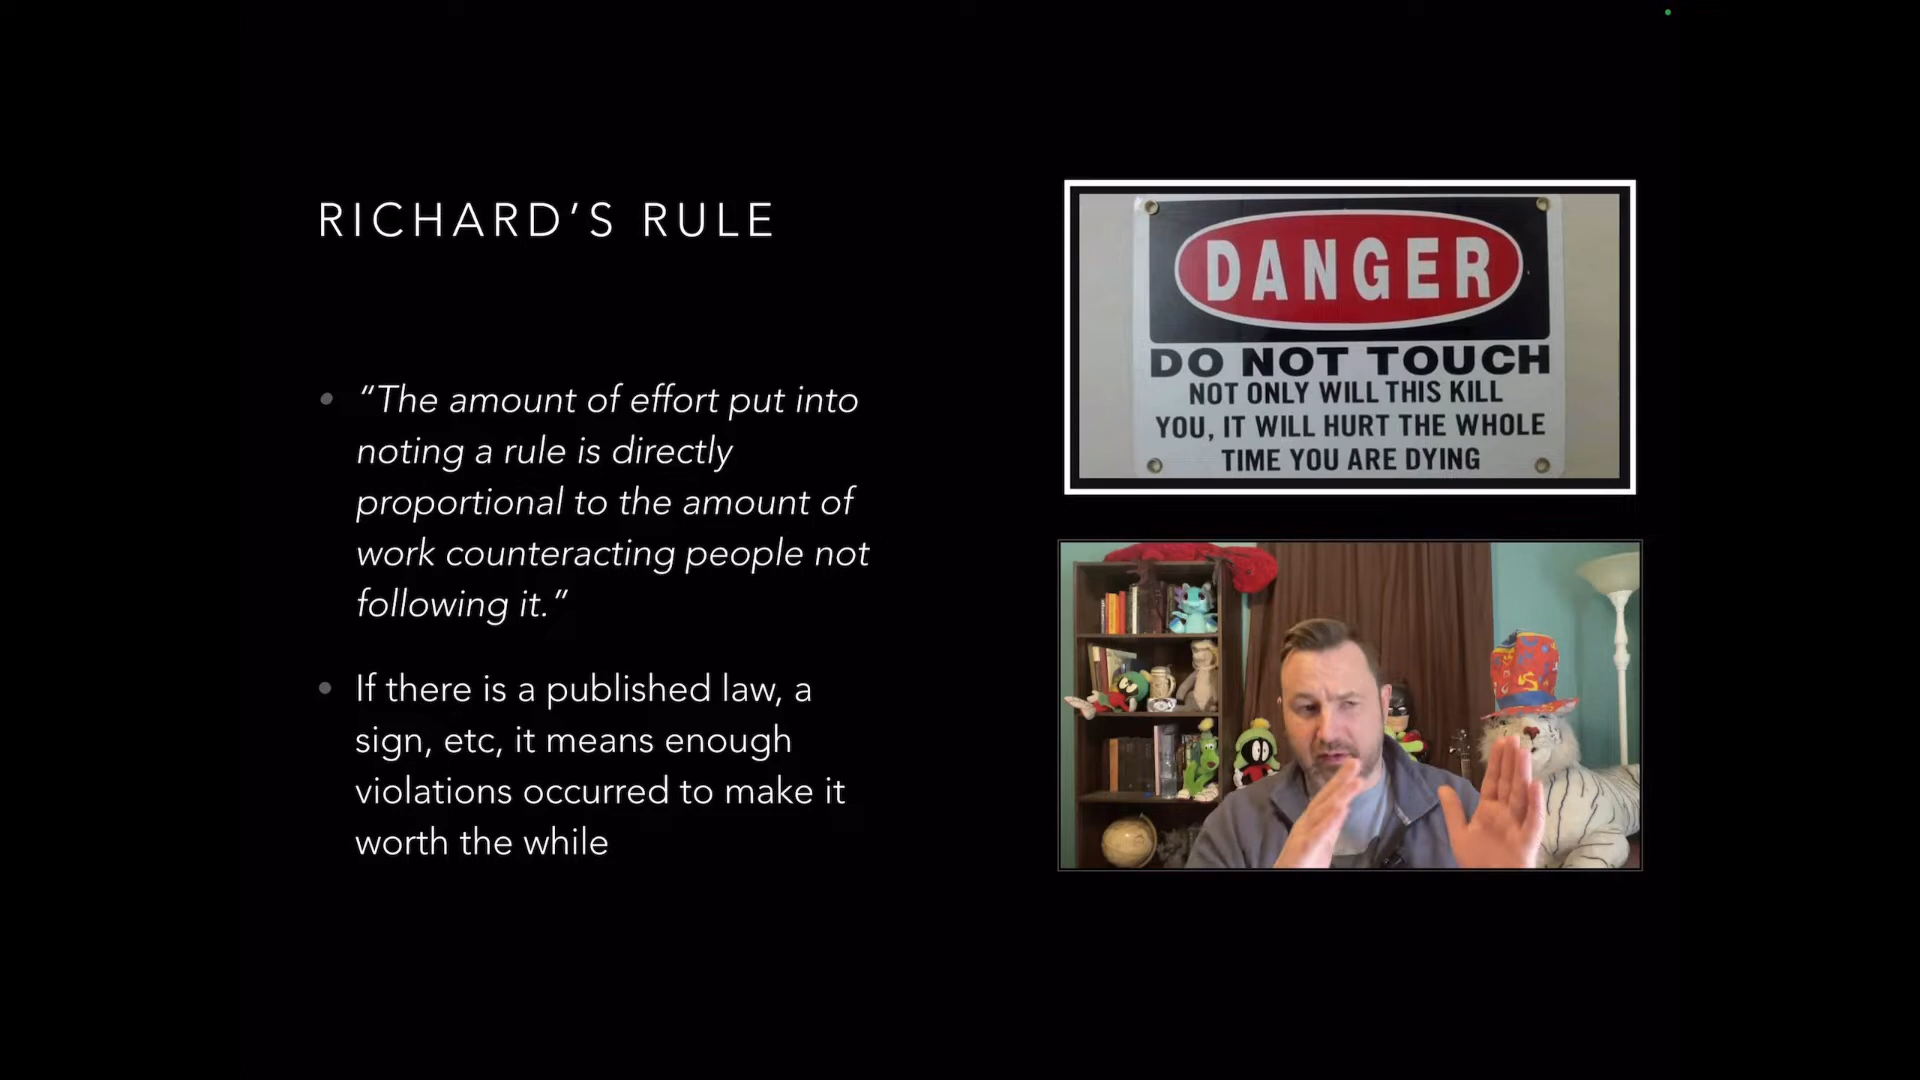 RICHARD’S RULE
• “The amount of effort put into
noting a rule is directly
proportional to the amount of
work counteracting people not
following it.”
• If there is a published law, a
sign, etc, it means enough
violations occurred to make it
worth the while
DANGER
DO NOT TOUCH
NOT ONLY WILL THIS KILL
YOU, IT WILL HURT THE WHOLE
TIME YOU ARE DYING